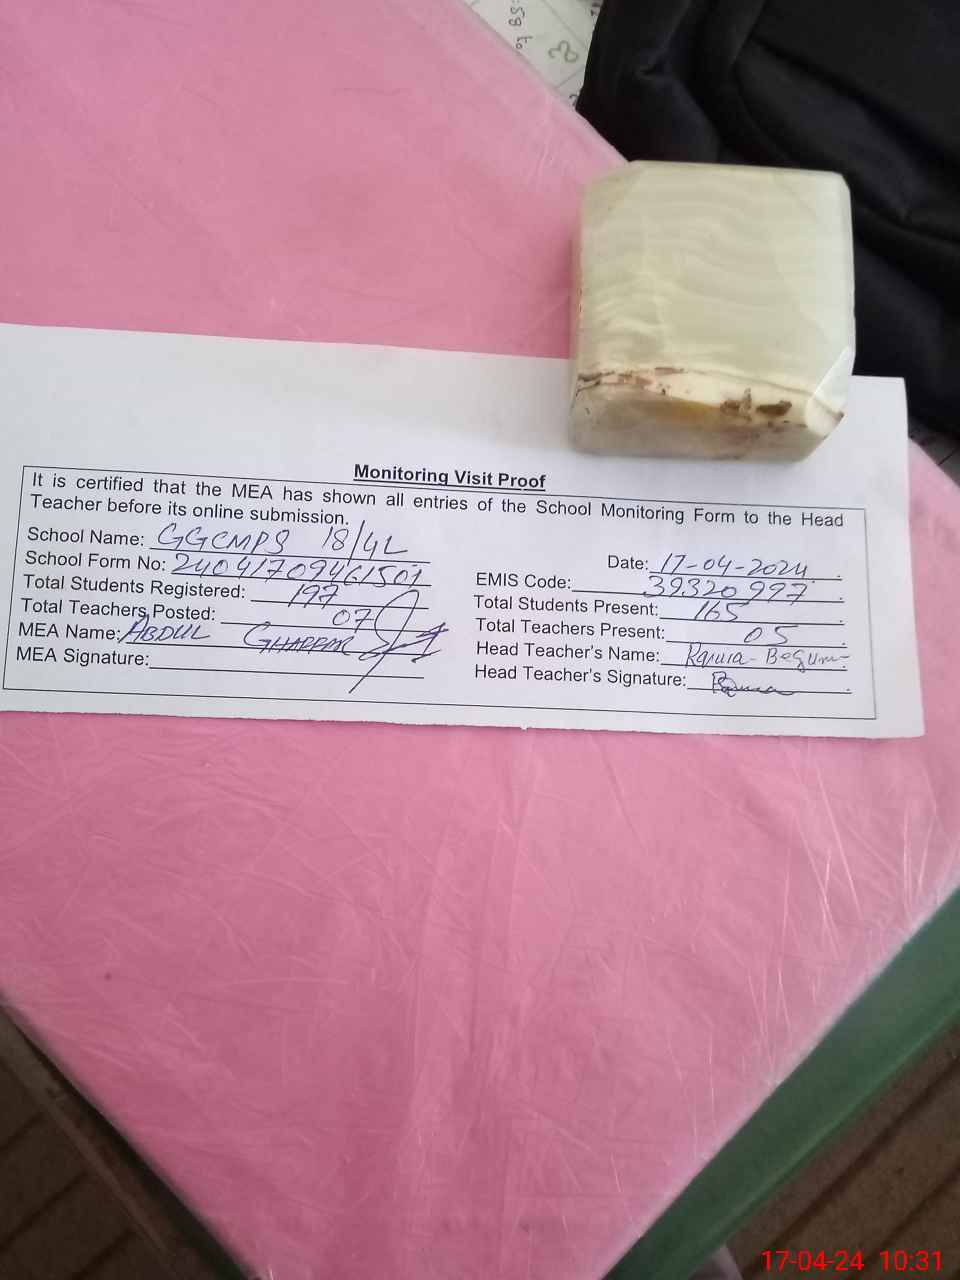 Monitoring Visit Proof
It is certified that the MEA has shown all entries of the School Monitoring Form to the Head
Teacher before its online submission.
School Name: GGCMPS 18/4L
Date: 17-04-2024
School Form No: 24041709461501
EMIS Code: 39320997
Total Students Registered: 197
Total Students Present: 165
Total Teachers Posted: 07
Total Teachers Present: 05
MEA Name: ABDUL GHAFFAR
Head Teacher's Name: Begum
MEA Signature:
Head Teacher's Signature:
17-04-24 10:31